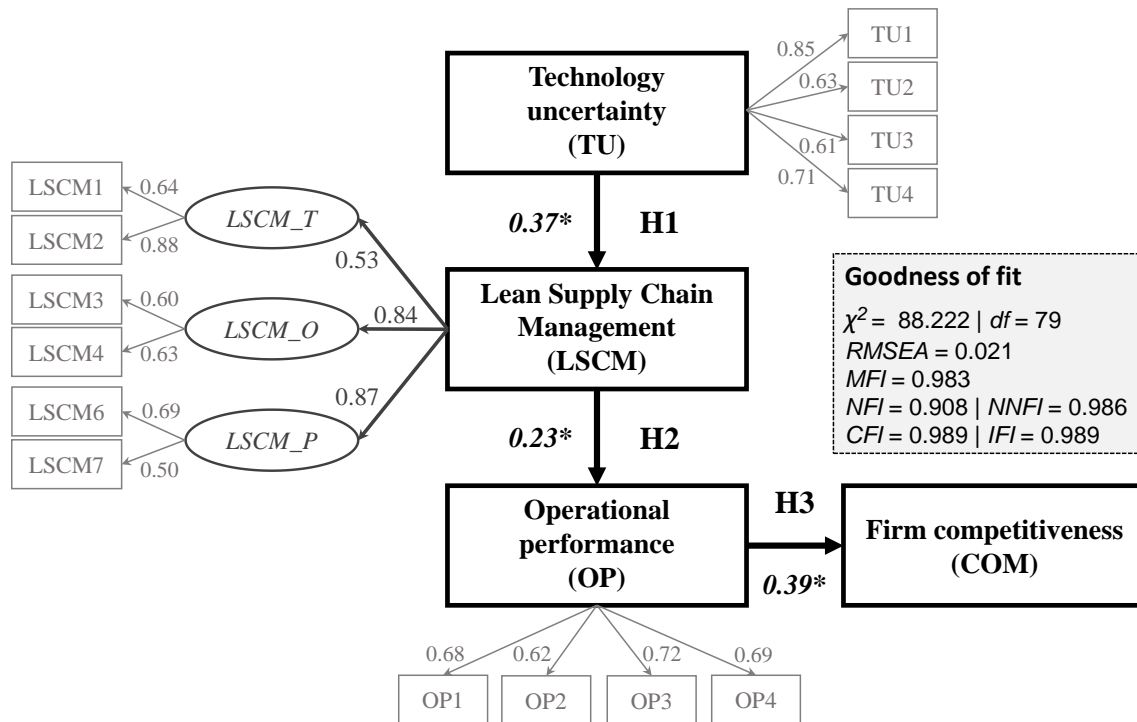 Technology
uncertainty
(TU)
0.85
0.63
0.61
0.71
TU1
TU2
TU3
TU4
0.37*
H1
LSCM1
LSCM2
0.64
0.88
LSCM_T
0.53
LSCM3
LSCM4
0.60
0.63
LSCM_O
0.84
LSCM6
LSCM7
0.69
0.50
LSCM_P
0.87
Lean Supply Chain
Management
(LSCM)
Goodness of fit
χ² = 88.222 | df = 79
RMSEA = 0.021
MFI = 0.983
NFI = 0.908 | NNFI = 0.986
CFI = 0.989 | IFI = 0.989
0.23*
H2
Operational
performance
(OP)
H3
0.39*
Firm competitiveness
(COM)
0.68
0.62
0.72
0.69
OP1
OP2
OP3
OP4